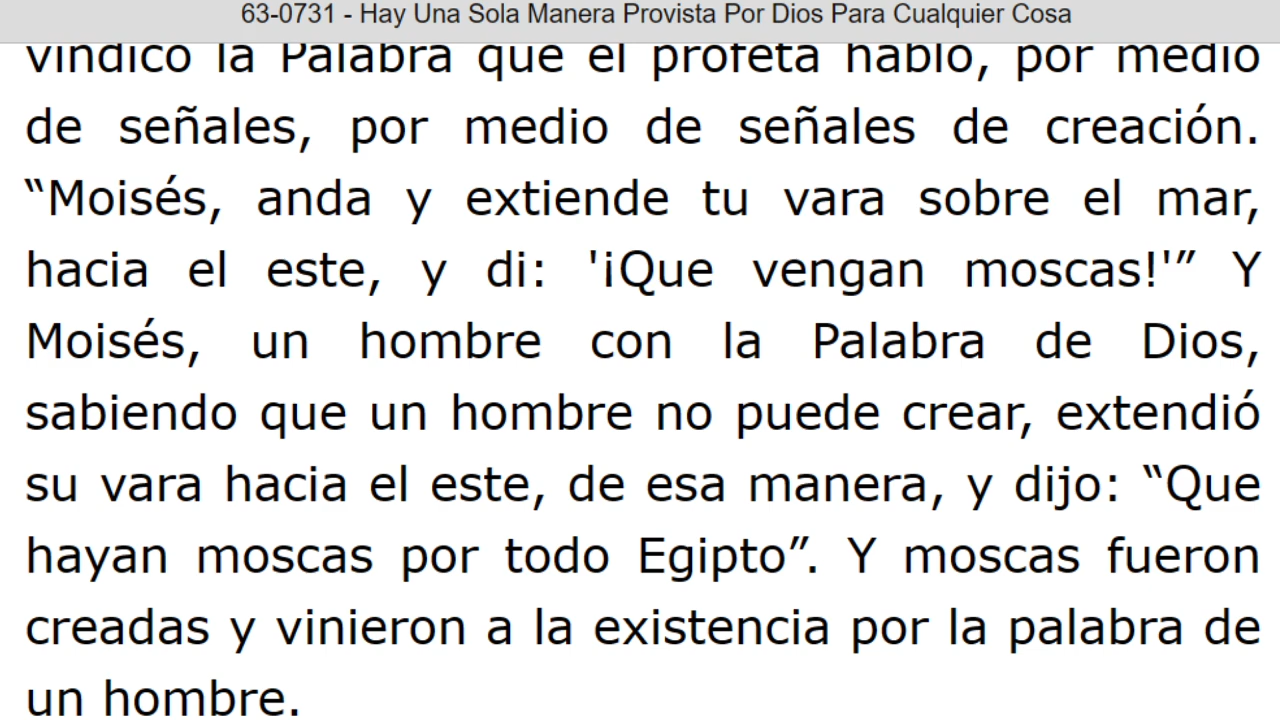 63-0731 - Hay Una Sola Manera Provista Por Dios Para Cualquier Cosa
vindicó la Palabra que el profeta habló, por medio
de señales, por medio de señales de creación.
“Moisés, anda y extiende tu vara sobre el mar,
hacia el este, y di: '¡Que vengan moscas!'” Y
Moisés, un hombre con la Palabra de Dios,
sabiendo que un hombre no puede crear, extendió
su vara hacia el este, de esa manera, y dijo: “Que
hayan moscas por todo Egipto”. Y moscas fueron
creadas y vinieron a la existencia por la palabra de
un hombre.